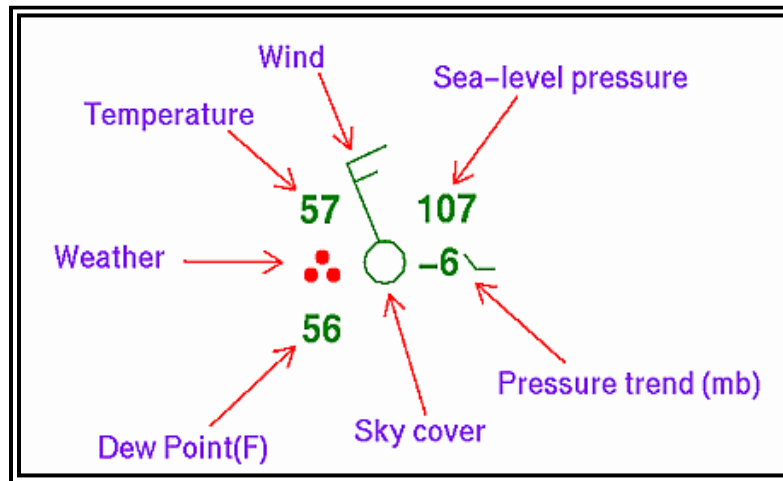 Wind
Sea-level pressure
Temperature
57
107
Weather
-6
56
Pressure trend (mb)
Sky cover
Dew Point(F)